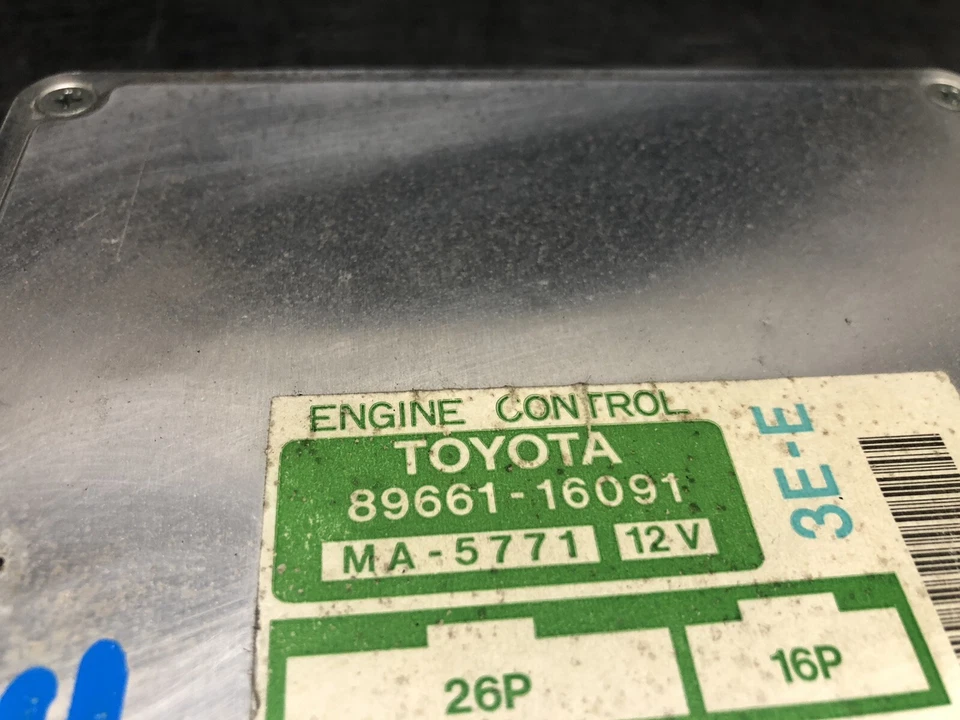 ENGINE CONTROL
TOYOTA
89661-16091
MA-5771 12V
3E-E
26P
16P